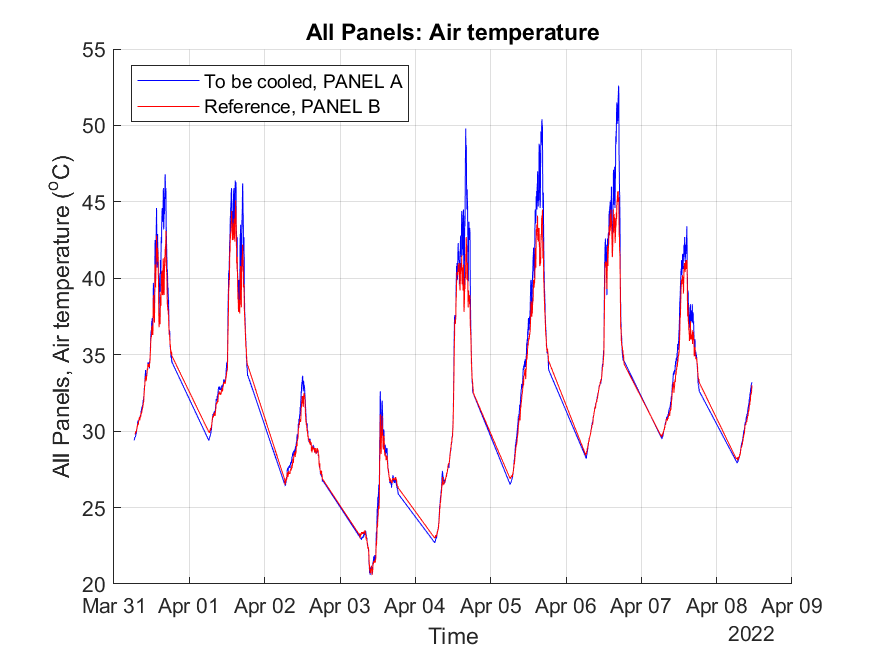 All Panels: Air temperature
To be cooled, PANEL A
Reference, PANEL B
All Panels, Air temperature (°C)
55
50
45
40
35
30
25
20
Mar 31 Apr 01 Apr 02 Apr 03 Apr 04 Apr 05 Apr 06 Apr 07 Apr 08 Apr 09
Time
2022